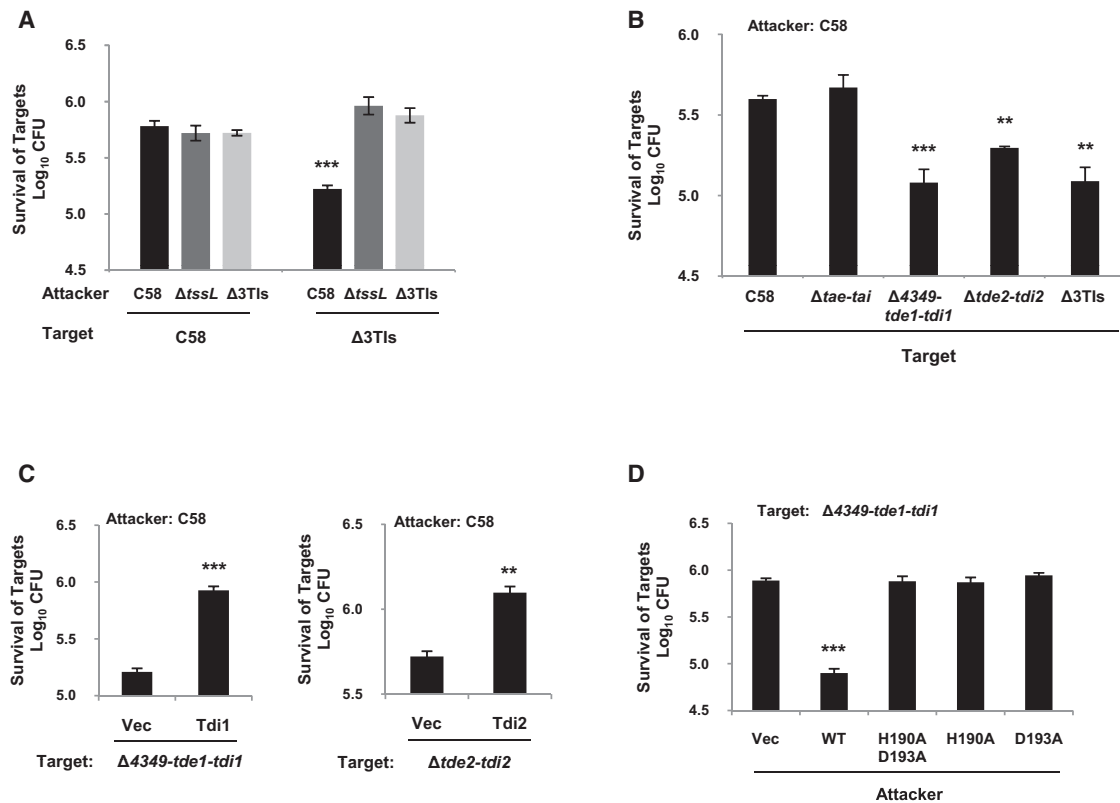 A
Survival of Targets
Log10 CFU
6.5
6.0
5.5
5.0
4.5
***
Attacker C58 ΔtssL Δ3TIs C58 ΔtssL Δ3TIs
Target C58 Δ3TIs
B
Attacker: C58
Survival of Targets
Log10 CFU
6.0
5.5
5.0
4.5
***
**
**
C58 Δtae-tai Δ4349- Δtde2-tdi2 Δ3TIs
tde1-tdi1
Target
C
Attacker: C58
Survival of Targets
Log10 CFU
6.5
6.0
5.5
5.0
***
Vec Tdi1
Target: Δ4349-tde1-tdi1
Attacker: C58
Survival of Targets
Log10 CFU
6.5
6.0
5.5
**
Vec Tdi2
Target: Δtde2-tdi2
D
Target: Δ4349-tde1-tdi1
Survival of Targets
Log10 CFU
6.5
6.0
5.5
5.0
4.5
***
Vec WT H190A H190A D193A
D193A
Attacker